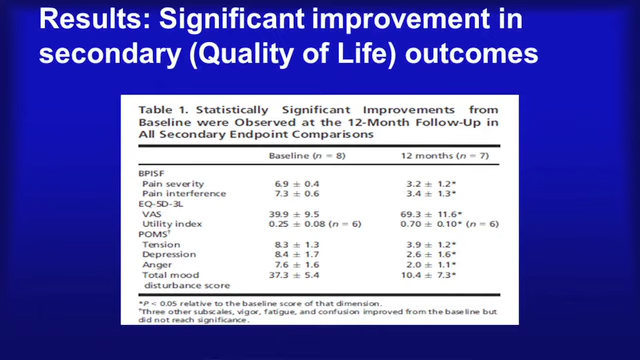 Results: Significant improvement in
secondary (Quality of Life) outcomes
Table 1. Statistically Significant Improvements from
Baseline were Observed at the 12-Month Follow-Up in
All Secondary Endpoint Comparisons
Baseline (n = 8) 12 months (n = 7)
BPISF
Pain severity 6.9 ± 0.4 3.2 ± 1.2*
Pain interference 7.3 ± 0.6 3.4 ± 1.3*
EQ-5D-3L
VAS 39.9 ± 9.5 69.3 ± 11.6*
Utility index 0.25 ± 0.08 (n = 6) 0.70 ± 0.10* (n = 6)
POMS†
Tension 8.3 ± 1.3 3.9 ± 1.2*
Depression 8.4 ± 1.7 2.6 ± 1.6*
Anger 7.6 ± 1.6 2.0 ± 1.1*
Total mood 37.3 ± 5.4 10.4 ± 7.3*
disturbance score
*P < 0.05 relative to the baseline score of that dimension.
†Three other subscales, vigor, fatigue, and confusion improved from the baseline but
did not reach significance.